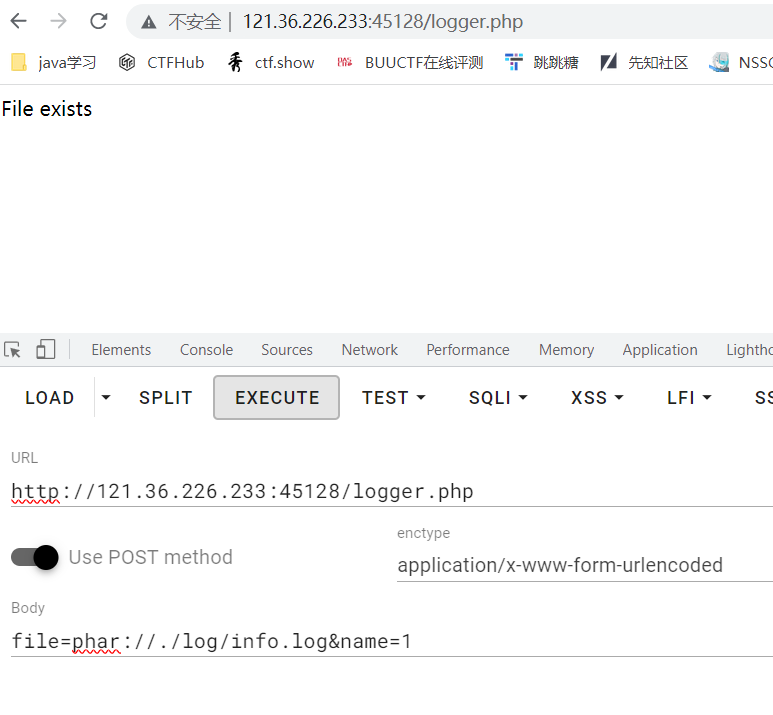 不安全 | 121.36.226.233:45128/logger.php
java学习 CTFHub ctf.show BUUCTF在线评测 跳跳糖 先知社区 NSSC
File exists
Elements Console Sources Network Performance Memory Application Lighthc
LOAD SPLIT EXECUTE TEST SQLI XSS LFI SS
URL
http://121.36.226.233:45128/logger.php
enctype
Use POST method
application/x-www-form-urlencoded
Body
file=phar://./log/info.log&name=1